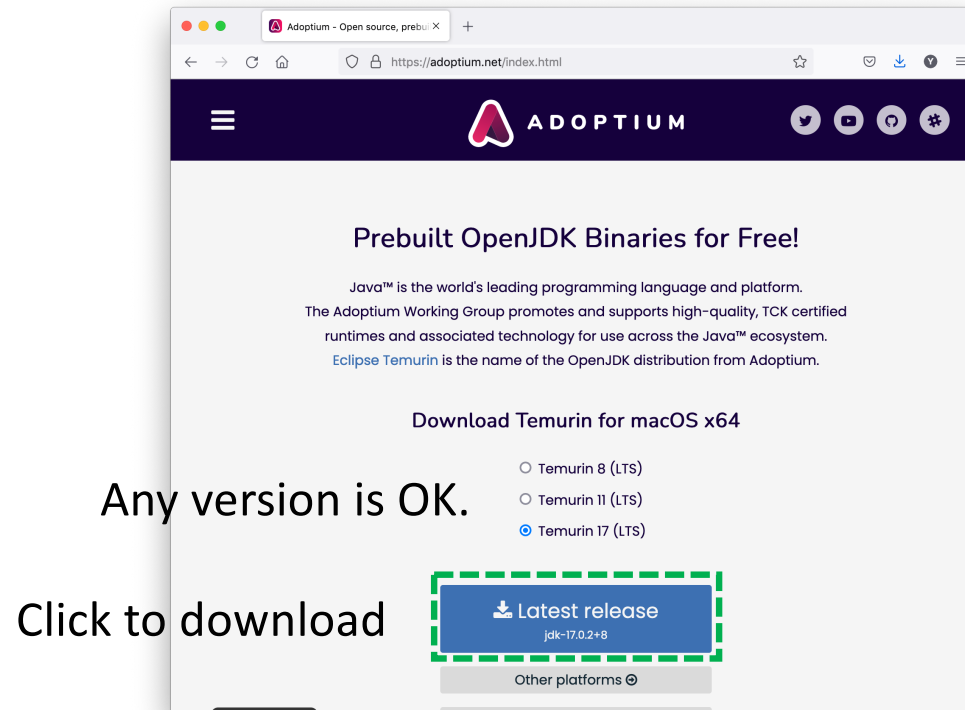 Adoptium - Open source, prebui
https://adoptium.net/index.html
Y
ADOPTIUM
Prebuilt OpenJDK Binaries for Free!
Java™ is the world's leading programming language and platform.
The Adoptium Working Group promotes and supports high-quality, TCK certified
runtimes and associated technology for use across the Java™ ecosystem.
Eclipse Temurin is the name of the OpenJDK distribution from Adoptium.
Download Temurin for macOS x64
Temurin 8 (LTS)
Temurin 11 (LTS)
Any version is OK.
Temurin 17 (LTS)
Click to download
Latest release
jdk-17.0.2+8
Other platforms